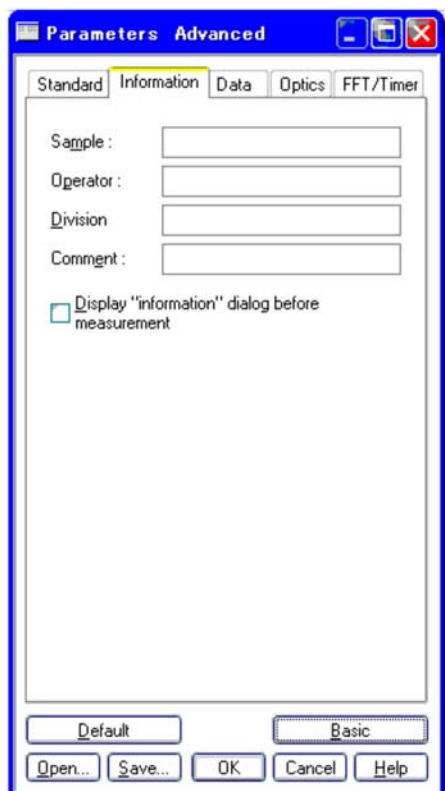 Parameters Advanced
Standard Information Data Optics FFT/Timer
Sample :
Operator :
Division
Comment :
Display "information" dialog before
measurement
Default Basic
Open... Save... OK Cancel Help